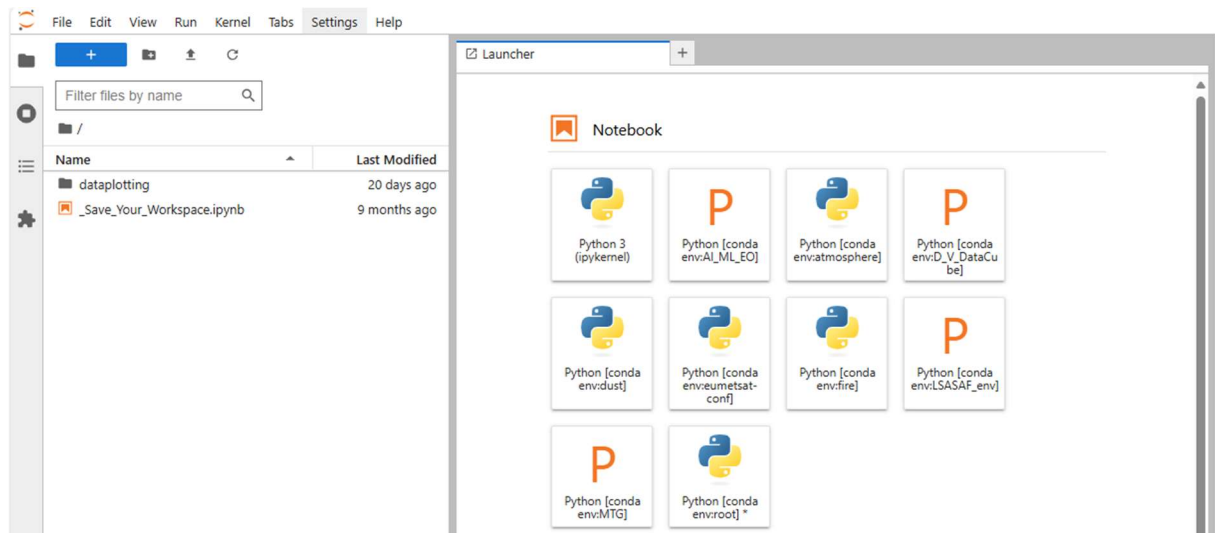 File Edit View Run Kernel Tabs Settings Help
+
Launcher
+
Filter files by name
/
Name Last Modified
dataplotting 20 days ago
_Save_Your_Workspace.ipynb 9 months ago
Notebook
Python 3
(ipykernel)
Python [conda
env:AI_ML_EO]
Python [conda
env:atmosphere]
Python [conda
env:D_V_DataCu
be]
Python [conda
env:dust]
Python [conda
env:eumetsat-
conf]
Python [conda
env:fire]
P
Python [conda
env:LSASAF_env]
P
Python [conda
env:MTG]
Python [conda
env:root] *